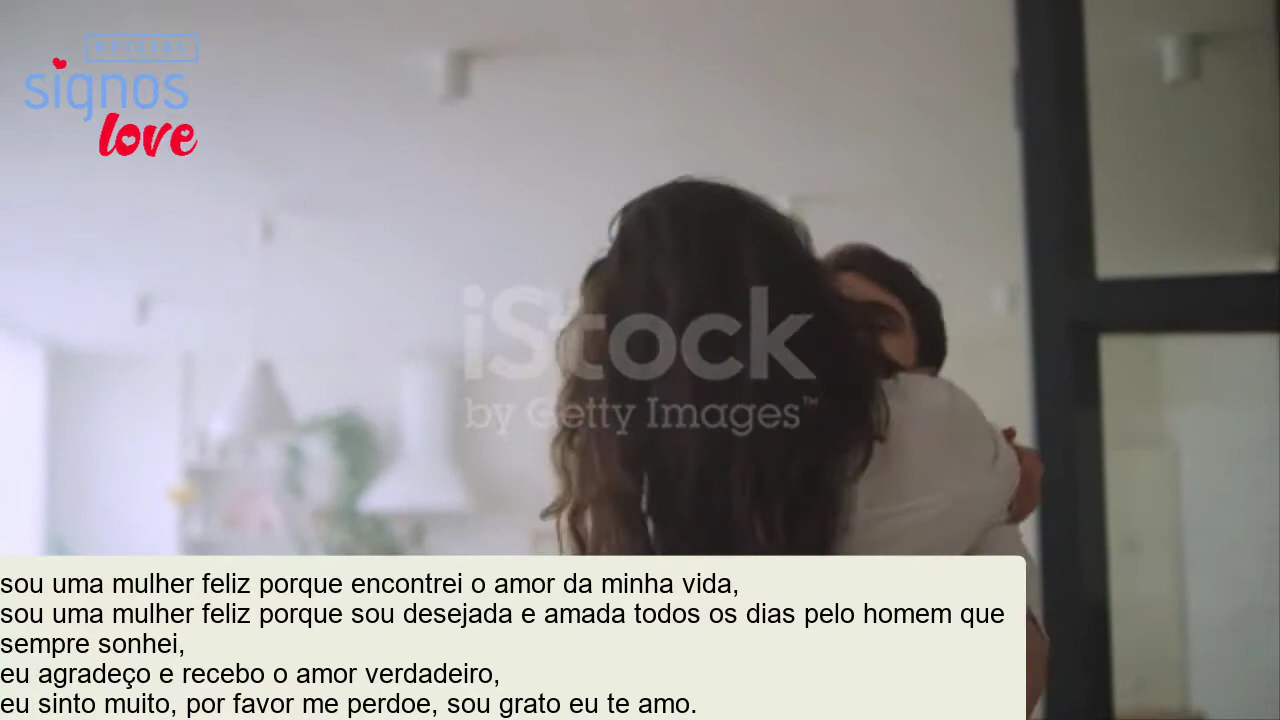 OFICIAL
signos
love
iStock
by Getty Images™
sou uma mulher feliz porque encontrei o amor da minha vida,
sou uma mulher feliz porque sou desejada e amada todos os dias pelo homem que
sempre sonhei,
eu agradeço e recebo o amor verdadeiro,
eu sinto muito, por favor me perdoe, sou grato eu te amo.